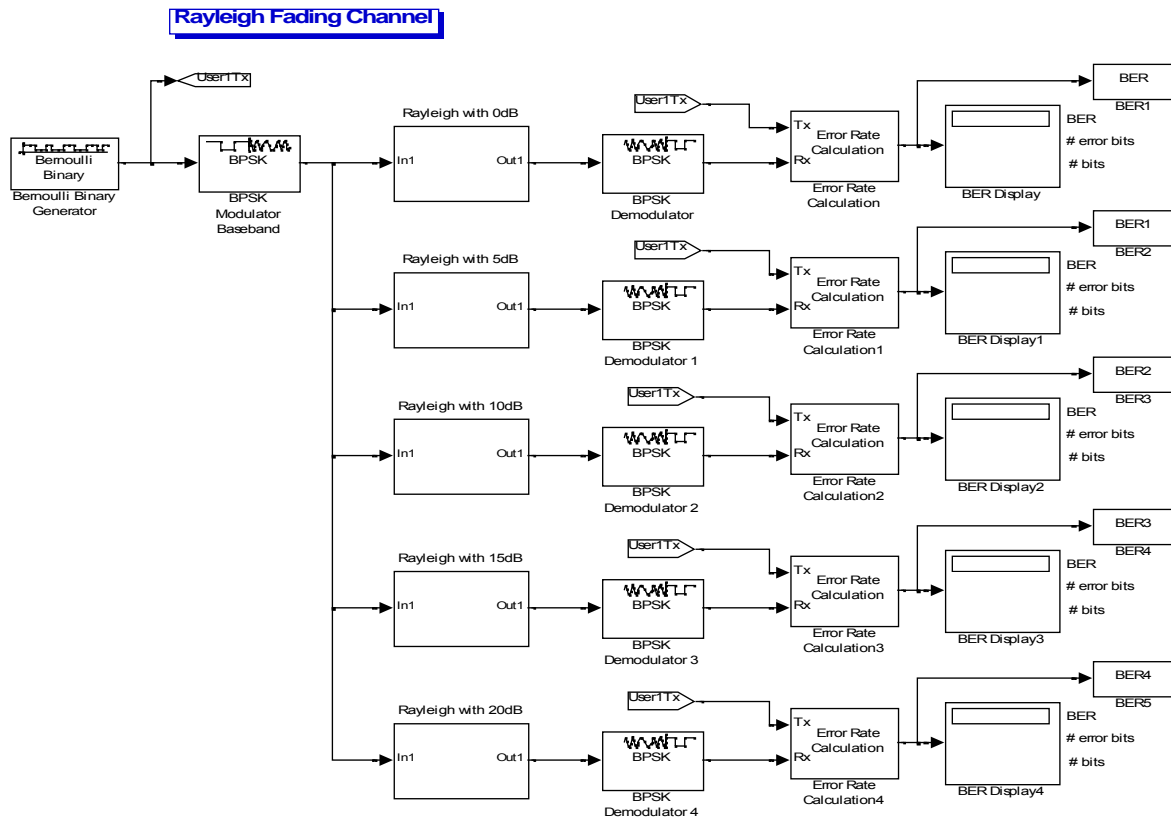 Rayleigh Fading Channel
User1Tx
Bernoulli
Binary
Bernoulli Binary
Generator
BPSK
BPSK
Modulator
Baseband
Rayleigh with 0dB
In1
Out1
BPSK
BPSK
Demodulator
User1Tx
Tx
Rx
Error Rate
Calculation
Error Rate
Calculation
BER
BER1
BER
# error bits
# bits
BER Display
Rayleigh with 5dB
In1
Out1
BPSK
BPSK
Demodulator 1
User1Tx
Tx
Rx
Error Rate
Calculation
Error Rate
Calculation1
BER1
BER2
BER
# error bits
# bits
BER Display1
Rayleigh with 10dB
In1
Out1
BPSK
BPSK
Demodulator 2
User1Tx
Tx
Rx
Error Rate
Calculation
Error Rate
Calculation2
BER2
BER3
BER
# error bits
# bits
BER Display2
Rayleigh with 15dB
In1
Out1
BPSK
BPSK
Demodulator 3
User1Tx
Tx
Rx
Error Rate
Calculation
Error Rate
Calculation3
BER3
BER4
BER
# error bits
# bits
BER Display3
Rayleigh with 20dB
In1
Out1
BPSK
BPSK
Demodulator 4
User1Tx
Tx
Rx
Error Rate
Calculation
Error Rate
Calculation4
BER4
BER5
BER
# error bits
# bits
BER Display4